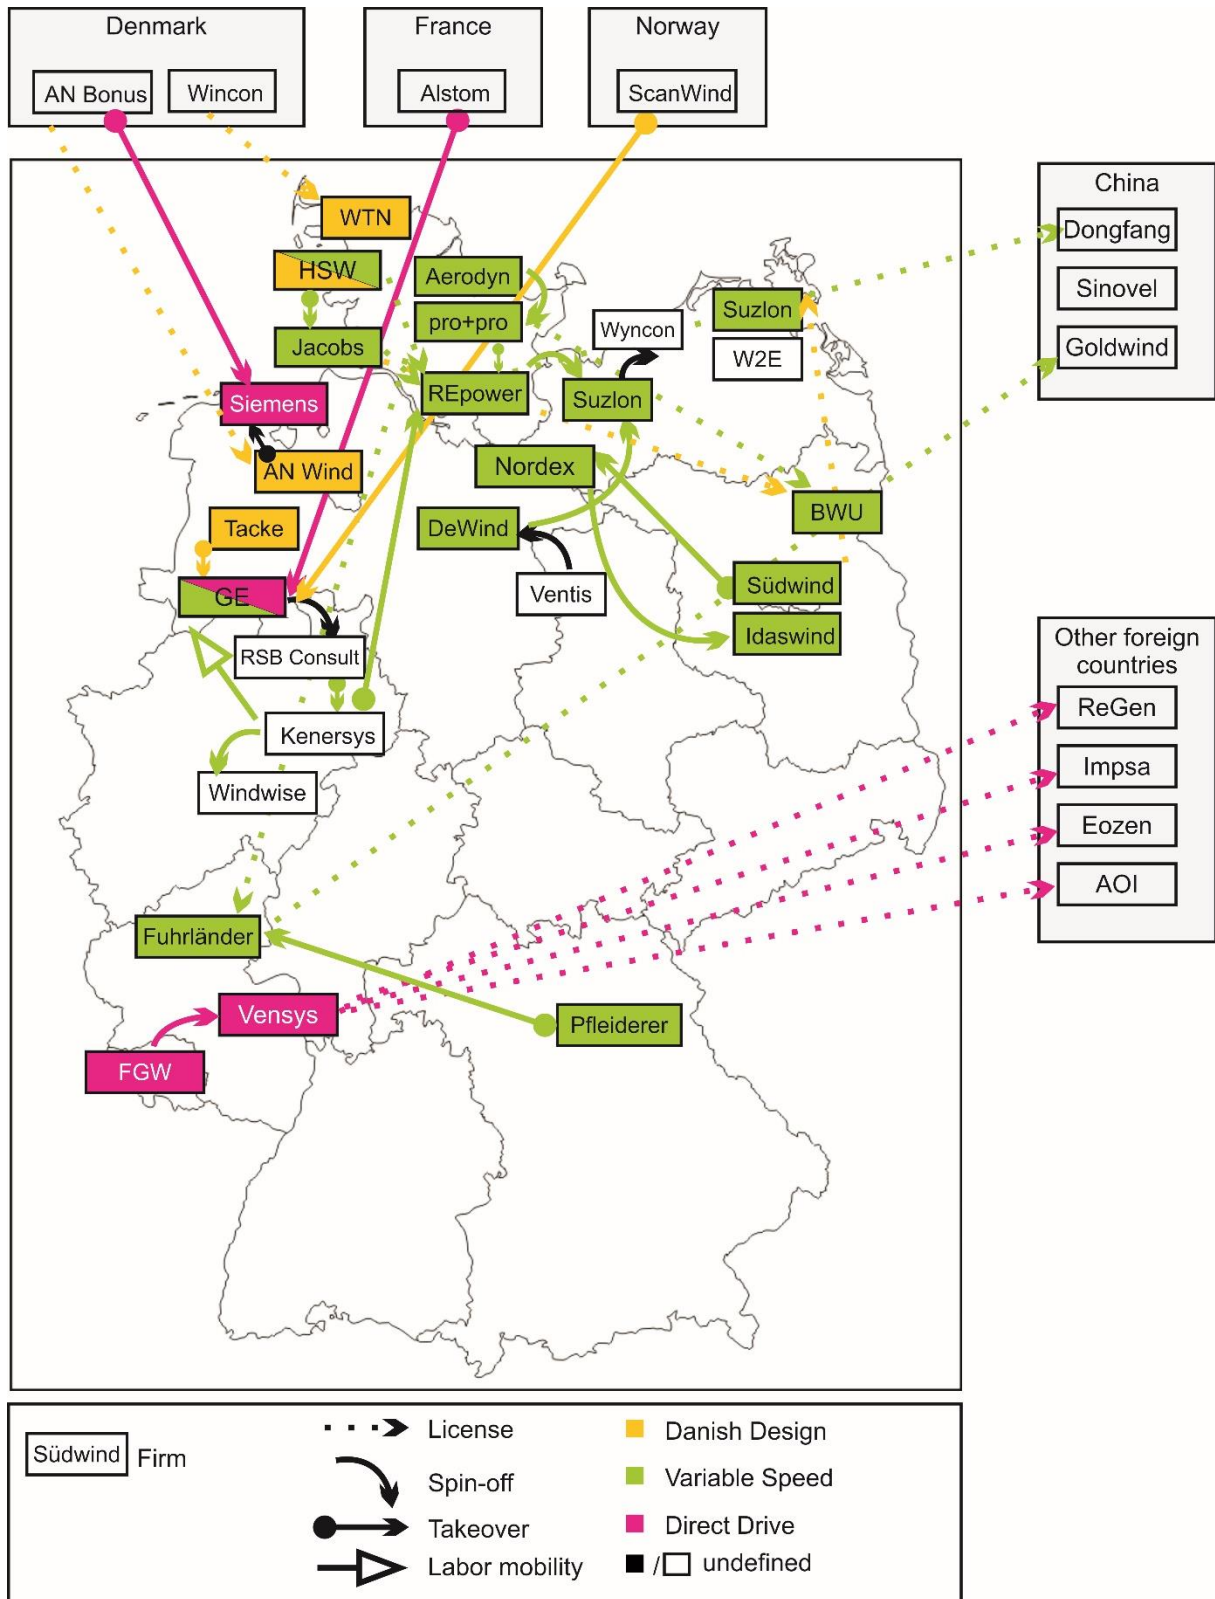 Denmark
France
Norway
AN Bonus
Wincon
Alstom
ScanWind
China
Dongfang
Sinovel
Goldwind
WTN
HSW
Aerodyn
Suzlon
pro+pro
Wyncon
W2E
Jacobs
REpower
Suzlon
Siemens
AN Wind
Nordex
BWU
Tacke
DeWind
GE
Ventis
Südwind
Idaswind
RSB Consult
Kenersys
Windwise
Other foreign
countries
ReGen
Impsa
Eozen
AOI
Fuhrländer
Vensys
Pfleiderer
FGW
Südwind
Firm
License
Spin-off
Takeover
Labor mobility
Danish Design
Variable Speed
Direct Drive
/ undefined